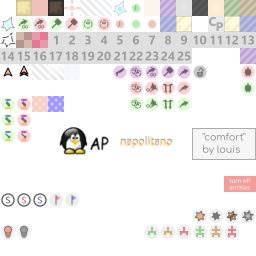 CP
1 2 3 4 5 6 7 8 9 10 11 12 13
14 15 16 17 18 19 20 21 22 23 24 25
AP
napolitano
"comfort"
by louis
turn off
entities
S S S